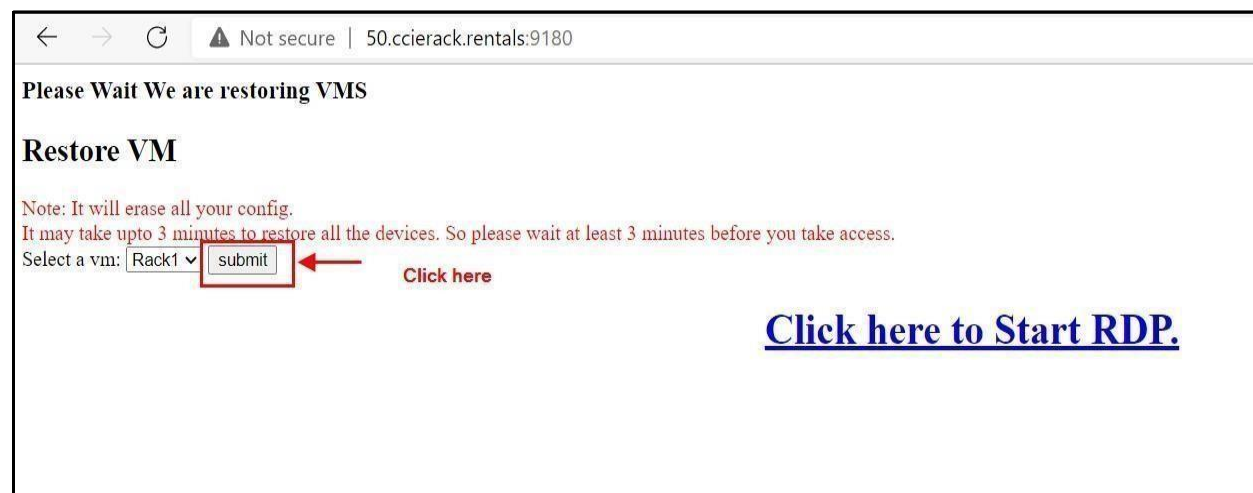 Not secure | 50.ccierack.rentals:9180
Please Wait We are restoring VMS
Restore VM
Note: It will erase all your config.
It may take upto 3 minutes to restore all the devices. So please wait at least 3 minutes before you take access.
Select a vm: Rack1 submit
Click here
Click here to Start RDP.